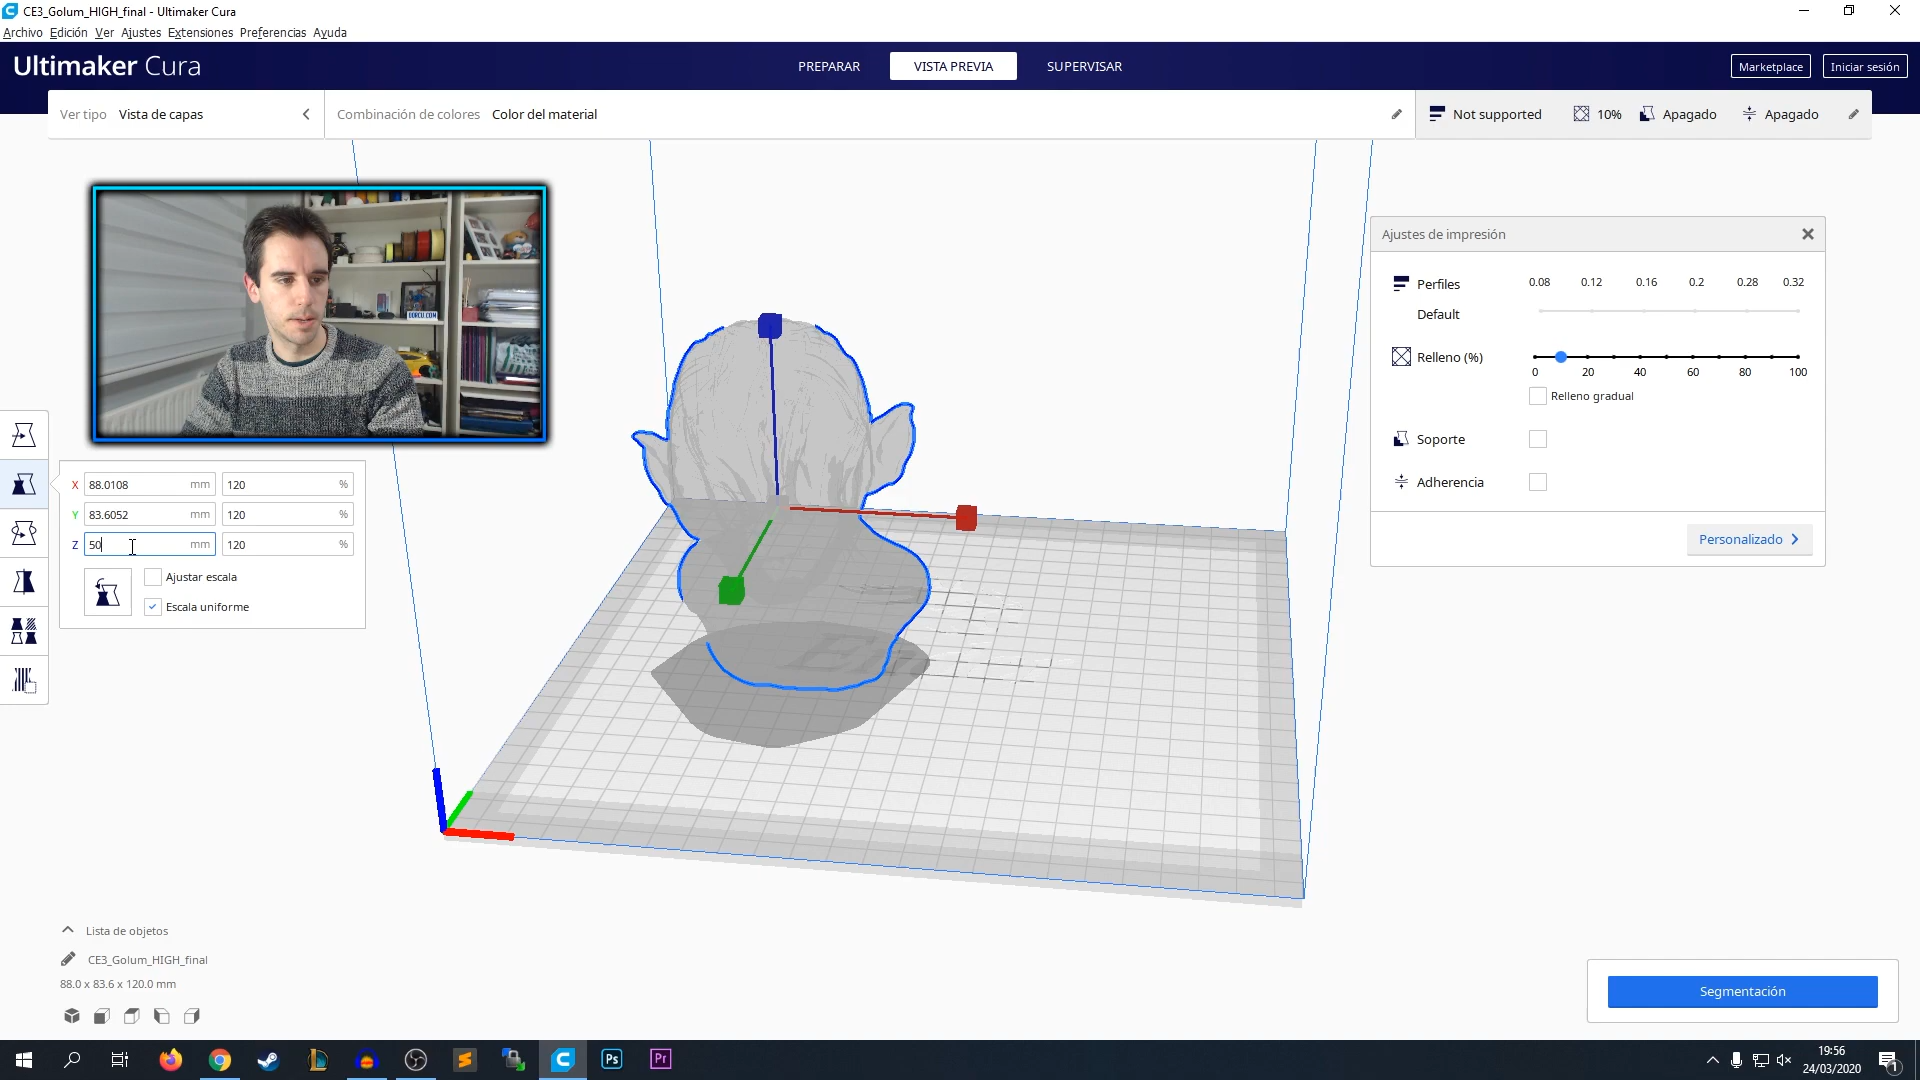 CE3_Golum_HIGH_final - Ultimaker Cura
Archivo Edición Ver Ajustes Extensiones Preferencias Ayuda
Ultimaker Cura
PREPARAR
VISTA PREVIA
SUPERVISAR
Marketplace
Iniciar sesión
Ver tipo Vista de capas
Combinación de colores Color del material
Not supported
10%
Apagado
Apagado
Ajustes de impresión
Perfiles
0.08 0.12 0.16 0.2 0.28 0.32
Default
Relleno (%)
0 20 40 60 80 100
Relleno gradual
Soporte
Adherencia
Personalizado
X 88.0108 mm 120 %
Y 83.6052 mm 120 %
Z 50 mm 120 %
Ajustar escala
Escala uniforme
Lista de objetos
CE3_Golum_HIGH_final
88.0 x 83.6 x 120.0 mm
Segmentación
Ps
Pr
19:56
24/03/2020
1